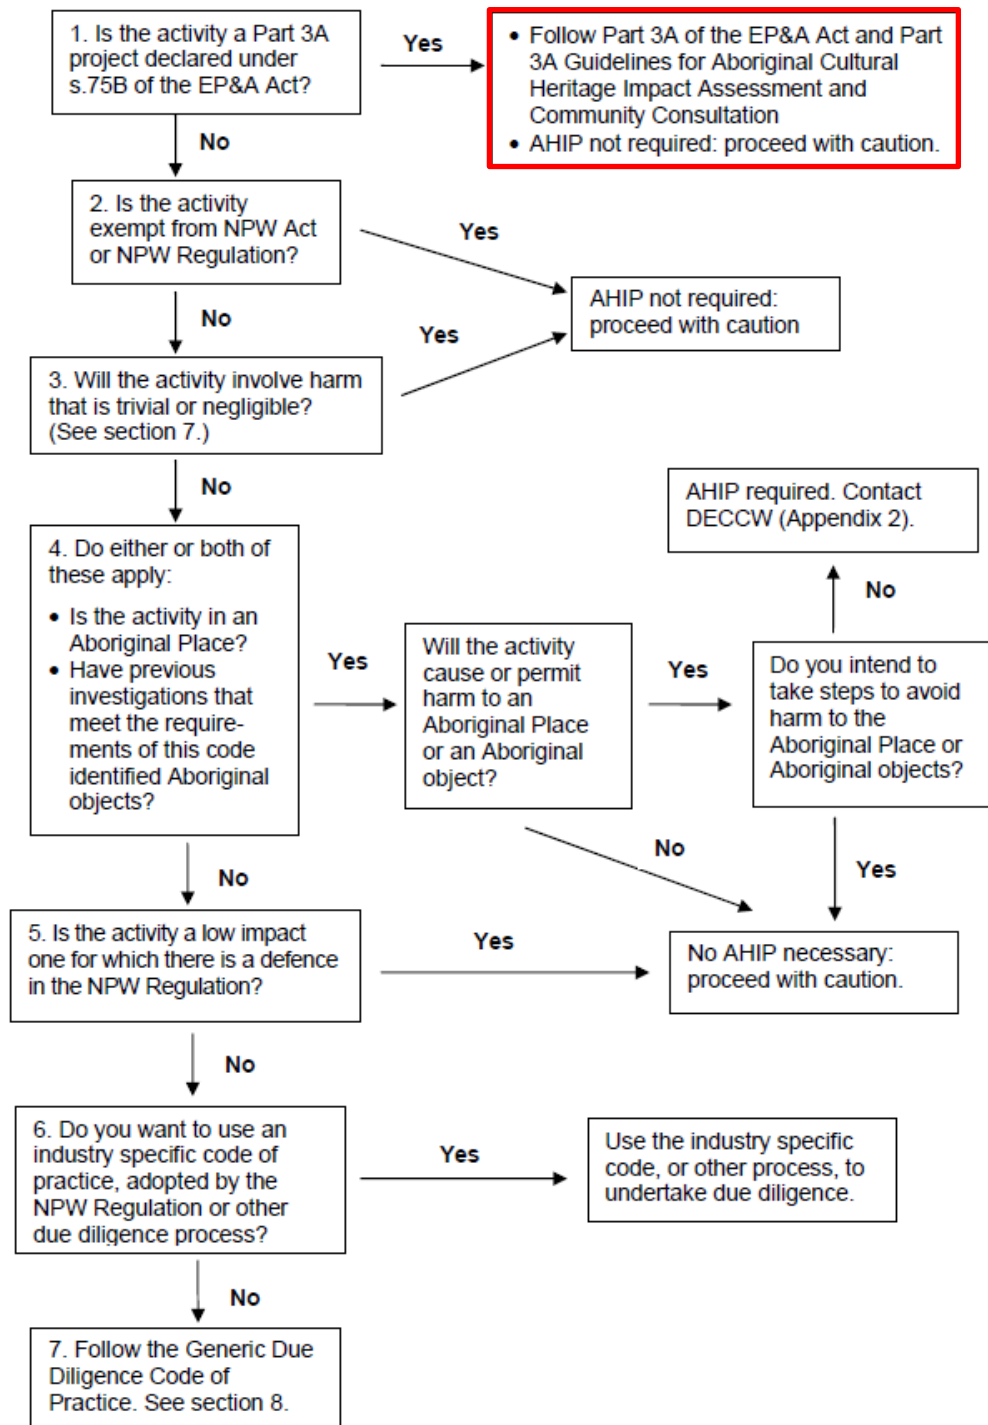 1. Is the activity a Part 3A
project declared under
s.75B of the EP&A Act?
Yes
• Follow Part 3A of the EP&A Act and Part
3A Guidelines for Aboriginal Cultural
Heritage Impact Assessment and
Community Consultation
• AHIP not required: proceed with caution.
No
2. Is the activity
exempt from NPW Act
or NPW Regulation?
Yes
AHIP not required:
proceed with caution
No
Yes
3. Will the activity involve harm
that is trivial or negligible?
(See section 7.)
No
AHIP required. Contact
DECCW (Appendix 2).
No
4. Do either or both of
these apply:
• Is the activity in an
Aboriginal Place?
• Have previous
investigations that
meet the require-
ments of this code
identified Aboriginal
objects?
Yes
Will the activity
cause or permit
harm to an
Aboriginal Place
or an Aboriginal
object?
Yes
Do you intend to
take steps to avoid
harm to the
Aboriginal Place or
Aboriginal objects?
No
Yes
No
5. Is the activity a low impact
one for which there is a defence
in the NPW Regulation?
Yes
No AHIP necessary:
proceed with caution.
No
6. Do you want to use an
industry specific code of
practice, adopted by the
NPW Regulation or other
due diligence process?
Yes
Use the industry specific
code, or other process, to
undertake due diligence.
No
7. Follow the Generic Due
Diligence Code of
Practice. See section 8.